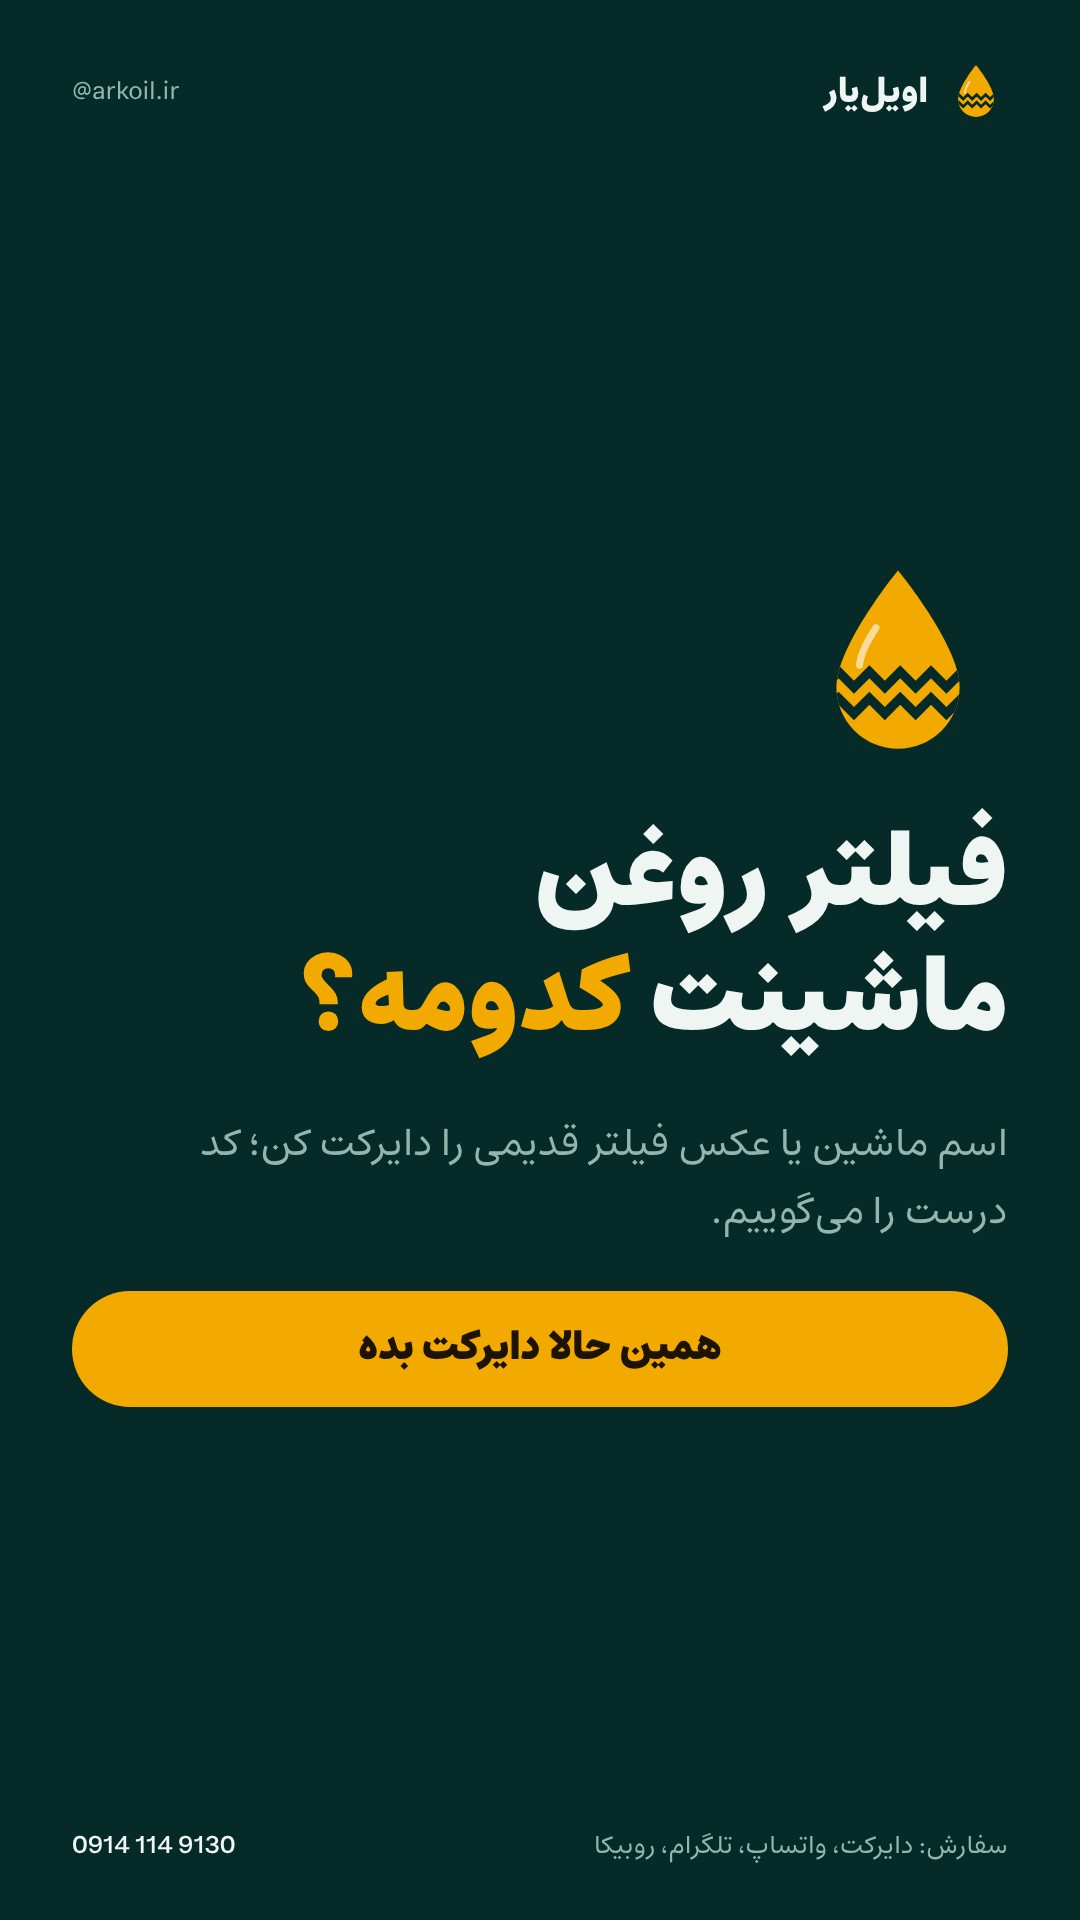 اویل‌یار
@arkoil.ir
فیلتر روغن
ماشینت کدومه؟
اسم ماشین یا عکس فیلتر قدیمی را دایرکت کن؛ کد
درست را می‌گوییم.
همین حالا دایرکت بده
سفارش: دایرکت، واتساپ، تلگرام، روبیکا
0914 114 9130